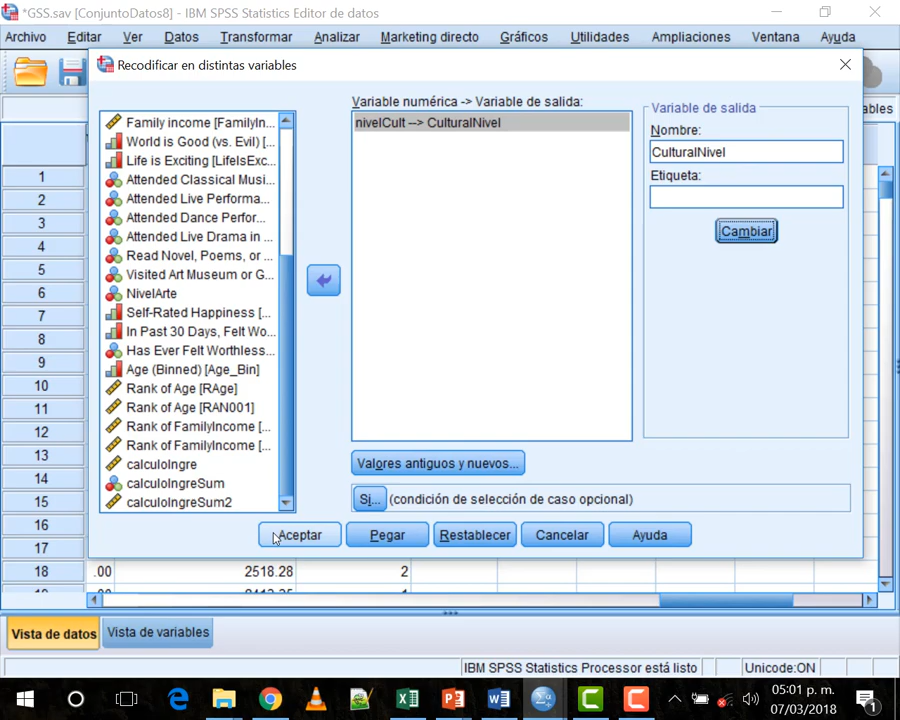 *GSS.sav [ConjuntoDatos8] - IBM SPSS Statistics Editor de datos
Archivo Editar Ver Datos Transformar Analizar Marketing directo Gráficos Utilidades Ampliaciones Ventana Ayuda
Recodificar en distintas variables
ables
Family income [FamilyIn...
World is Good (vs. Evil) [...
Life is Exciting [LifeIsExc...
Attended Classical Musi...
Attended Live Performa...
Attended Dance Perfor...
Attended Live Drama in ...
Read Novel, Poems, or ...
Visited Art Museum or G...
NivelArte
Self-Rated Happiness [...
In Past 30 Days, Felt Wo...
Has Ever Felt Worthless...
Age (Binned) [Age_Bin]
Rank of Age [RAge]
Rank of Age [RAN001]
Rank of FamilyIncome [...
Rank of FamilyIncome [...
calculoIngre
calculoIngreSum
calculoIngreSum2
Variable numérica -> Variable de salida:
nivelCult --> CulturalNivel
Variable de salida
Nombre:
CulturalNivel
Etiqueta:
Cambiar
Valores antiguos y nuevos...
Si... (condición de selección de caso opcional)
Aceptar Pegar Restablecer Cancelar Ayuda
1
2
3
4
5
6
7
8
9
10
11
12
13
14
15
16
17
18 .00 2518.28 2
Vista de datos Vista de variables
IBM SPSS Statistics Processor está listo Unicode:ON
05:01 p. m.
07/03/2018
1